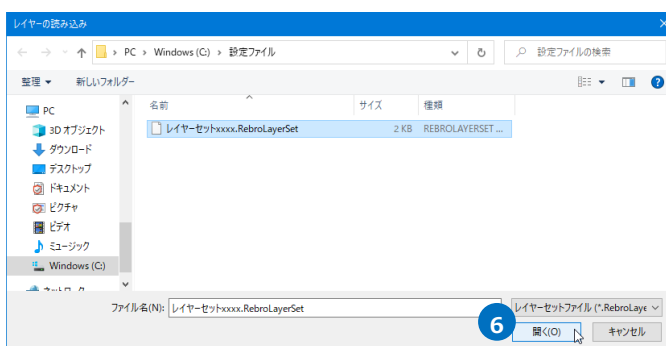 レイヤーの読み込み
PC › Windows (C:) › 設定ファイル
設定ファイルの検索
整理 新しいフォルダー
名前 サイズ 種類
レイヤーセットxxxx.RebroLayerSet 2 KB REBROLAYERSET ...
PC
3D オブジェクト
ダウンロード
デスクトップ
ドキュメント
ピクチャ
ビデオ
ミュージック
Windows (C:)
ファイル名(N): レイヤーセットxxxx.RebroLayerSet
レイヤーセットファイル (*.RebroLaye
6
開く(O) キャンセル